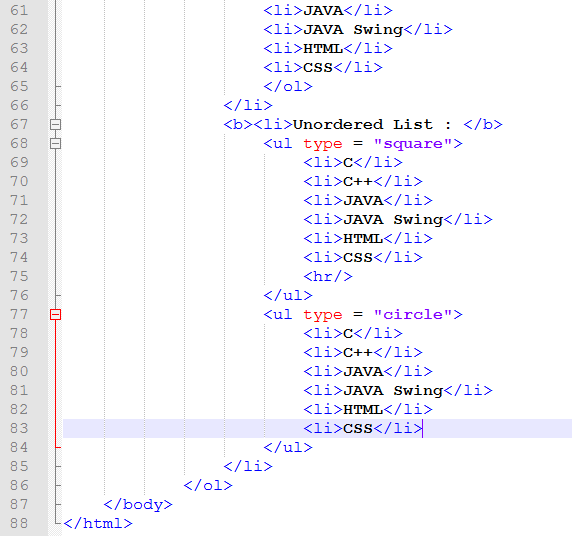 61 <li>JAVA</li>
62 <li>JAVA Swing</li>
63 <li>HTML</li>
64 <li>CSS</li>
65 </ol>
66 </li>
67 <b><li>Unordered List : </b>
68 <ul type = "square">
69 <li>C</li>
70 <li>C++</li>
71 <li>JAVA</li>
72 <li>JAVA Swing</li>
73 <li>HTML</li>
74 <li>CSS</li>
75 <hr/>
76 </ul>
77 <ul type = "circle">
78 <li>C</li>
79 <li>C++</li>
80 <li>JAVA</li>
81 <li>JAVA Swing</li>
82 <li>HTML</li>
83 <li>CSS</li>
84 </ul>
85 </li>
86 </ol>
87 </body>
88 </html>